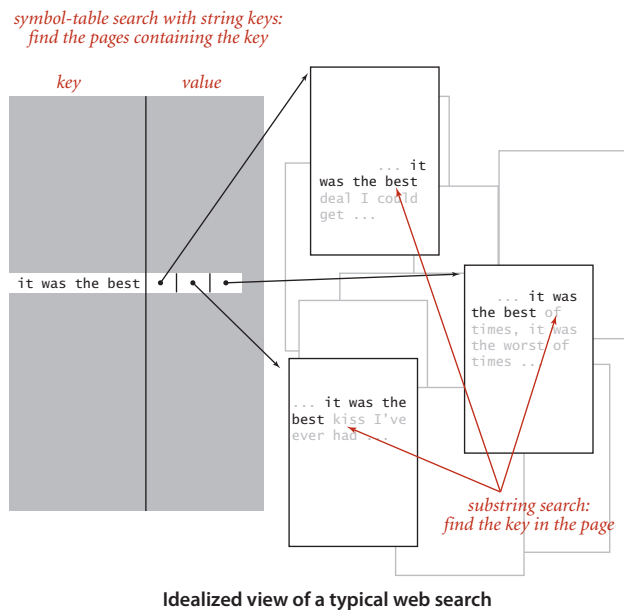 symbol-table search with string keys:
find the pages containing the key
key
value
it was the best
... it
was the best
deal I could
get ...
... it was
the best of
times, it was
the worst of
times ...
... it was the
best kiss I've
ever had ...
substring search:
find the key in the page
Idealized view of a typical web search